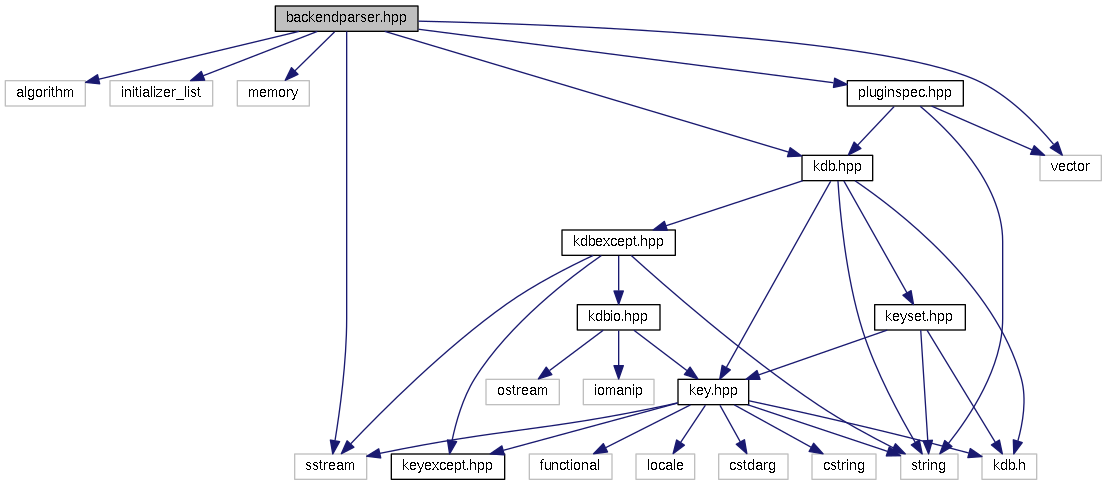 backendparser.hpp
algorithm
initializer_list
memory
pluginspec.hpp
kdb.hpp
vector
kdbexcept.hpp
kdbio.hpp
keyset.hpp
ostream
iomanip
key.hpp
sstream
keyexcept.hpp
functional
locale
cstdarg
cstring
string
kdb.h